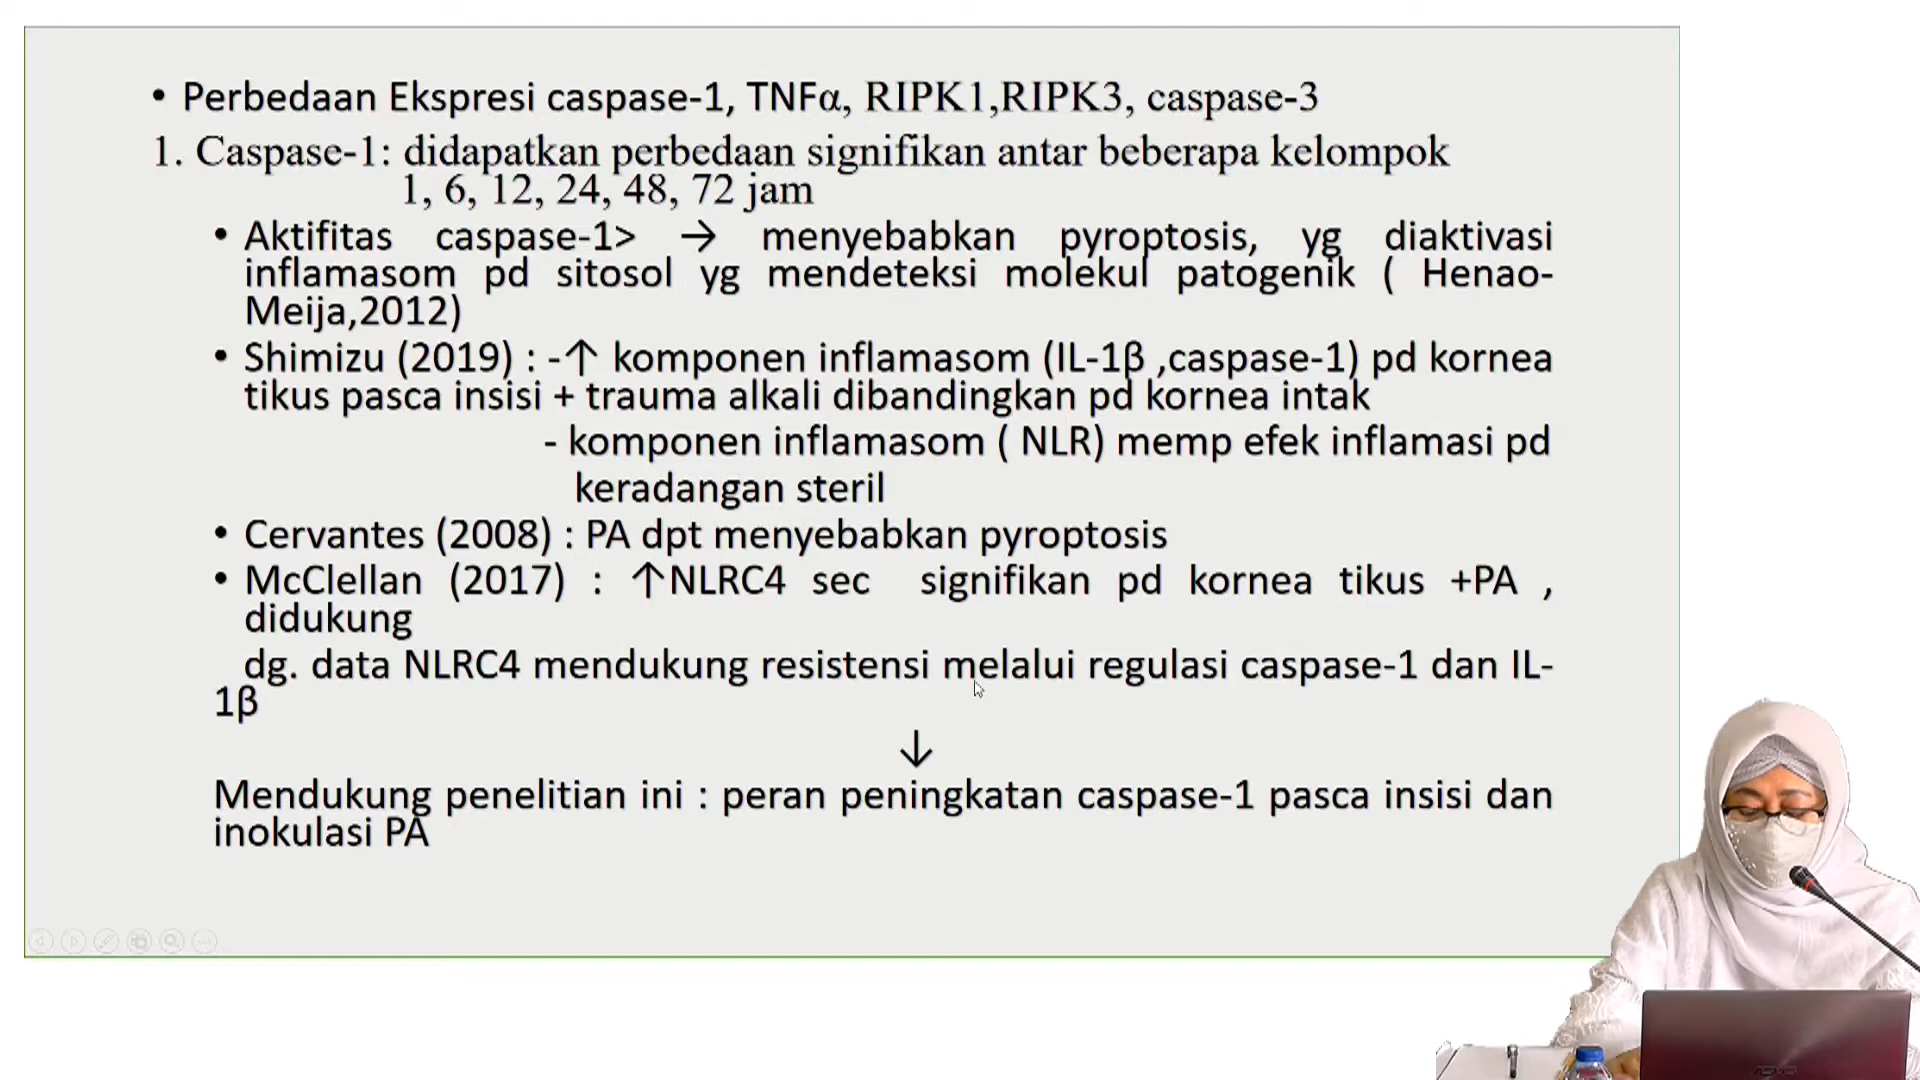 • Perbedaan Ekspresi caspase-1, TNFα, RIPK1,RIPK3, caspase-3
1. Caspase-1: didapatkan perbedaan signifikan antar beberapa kelompok
1, 6, 12, 24, 48, 72 jam
• Aktifitas caspase-1> → menyebabkan pyroptosis, yg diaktivasi
inflamasom pd sitosol yg mendeteksi molekul patogenik ( Henao-
Meija,2012)
• Shimizu (2019) : -↑ komponen inflamasom (IL-1β ,caspase-1) pd kornea
tikus pasca insisi + trauma alkali dibandingkan pd kornea intak
- komponen inflamasom ( NLR) memp efek inflamasi pd
keradangan steril
• Cervantes (2008) : PA dpt menyebabkan pyroptosis
• McClellan (2017) : ↑NLRC4 sec signifikan pd kornea tikus +PA ,
didukung
dg. data NLRC4 mendukung resistensi melalui regulasi caspase-1 dan IL-
1β
↓
Mendukung penelitian ini : peran peningkatan caspase-1 pasca insisi dan
inokulasi PA